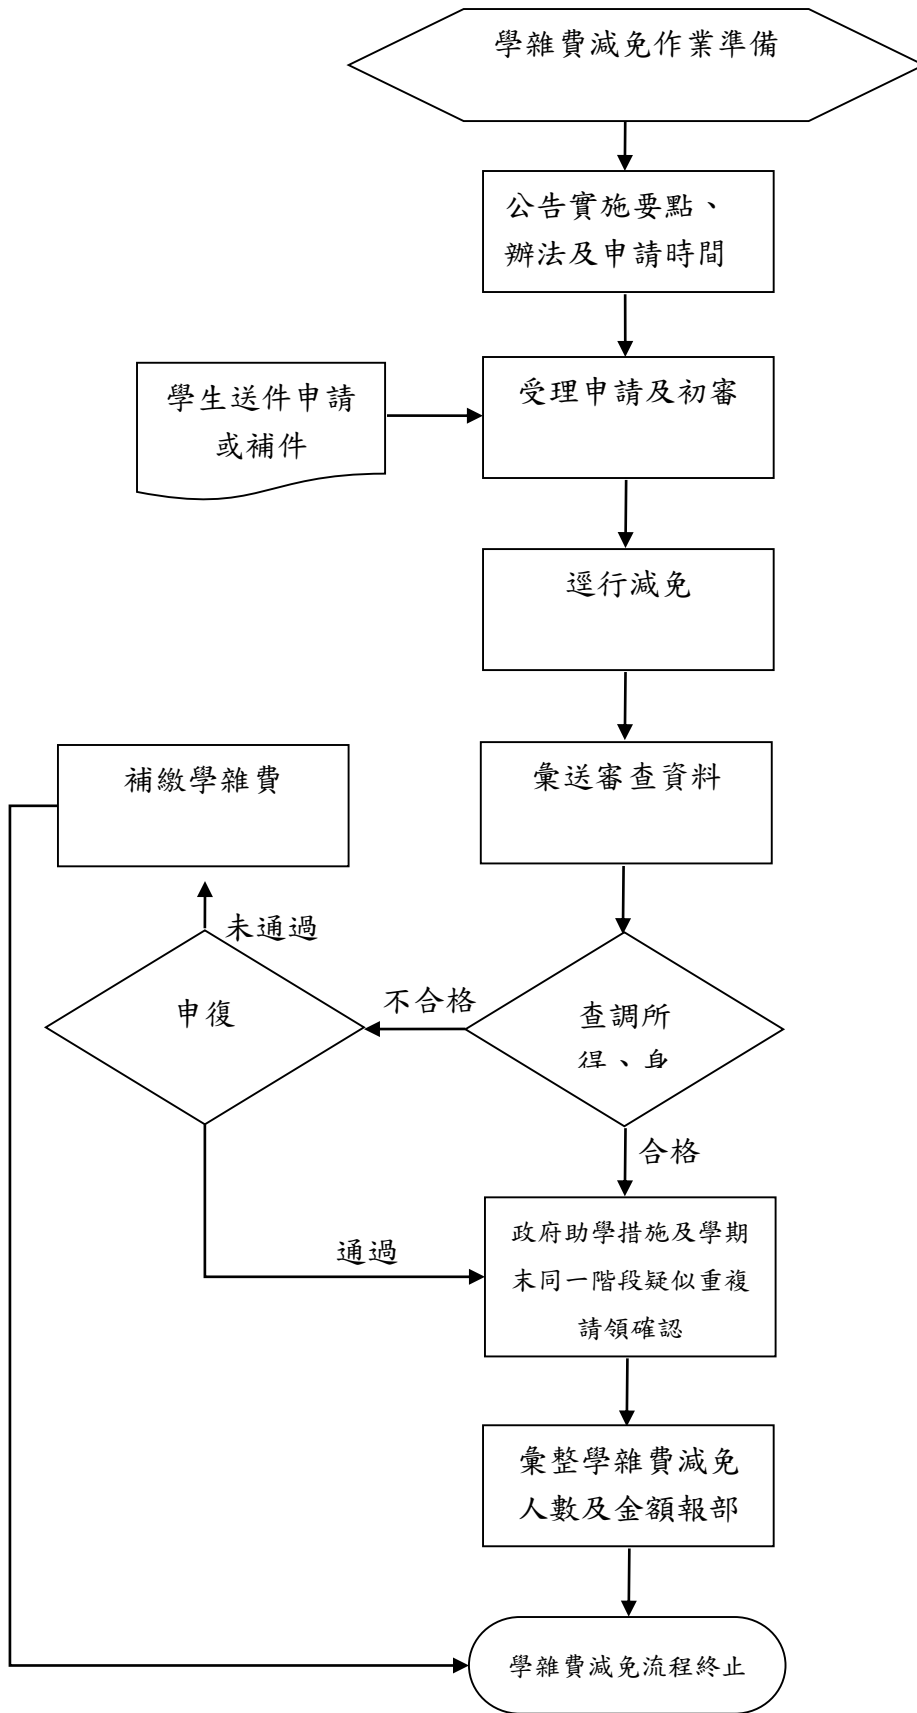 學雜費減免作業準備
公告實施要點、
辦法及申請時間
學生送件申請
或補件
受理申請及初審
逕行減免
彙送審查資料
補繳學雜費
未通過
申復
不合格
查調所
得、身
合格
通過
政府助學措施及學期
末同一階段疑似重複
請領確認
彙整學雜費減免
人數及金額報部
學雜費減免流程終止